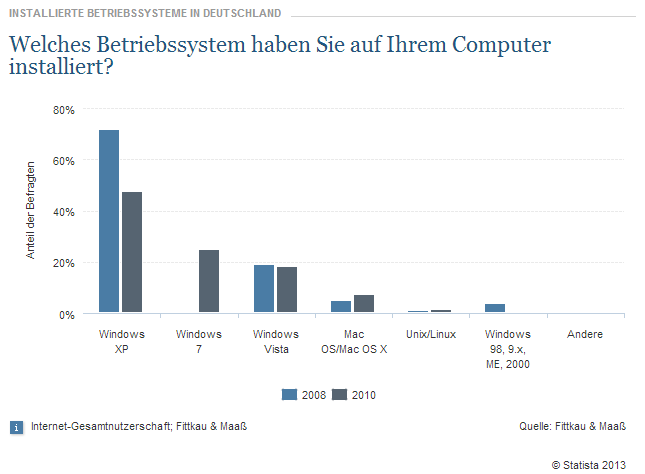 INSTALLIERTE BETRIEBSSYSTEME IN DEUTSCHLAND
Welches Betriebssystem haben Sie auf Ihrem Computer
installiert?
80%
60%
40%
20%
0%
Anteil der Befragten
Windows
XP
Windows
7
Windows
Vista
Mac
OS/Mac OS X
Unix/Linux
Windows
98, 9.x,
ME, 2000
Andere
2008
2010
i
Internet-Gesamtnutzerschaft; Fittkau & Maaß
Quelle: Fittkau & Maaß
© Statista 2013